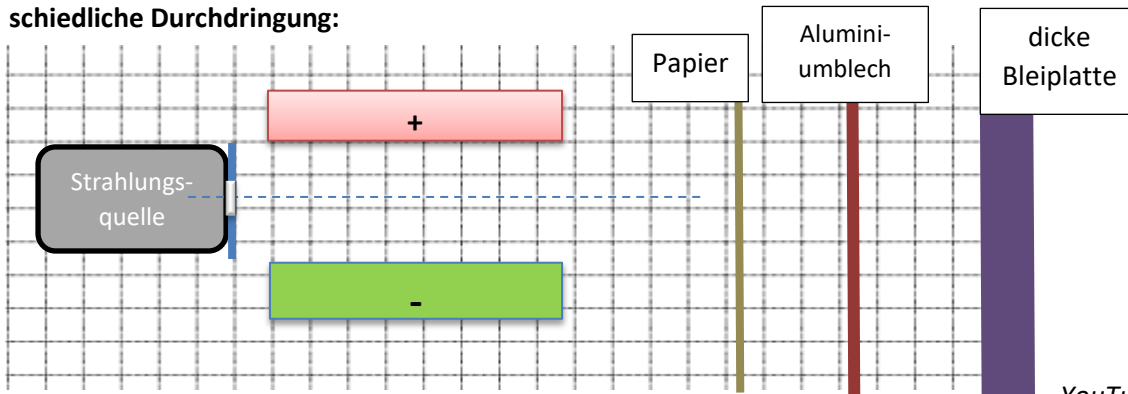 schiedliche Durchdringung:
Papier
Alumini-
umblech
dicke
Bleiplatte
+
Strahlungs-
quelle
-